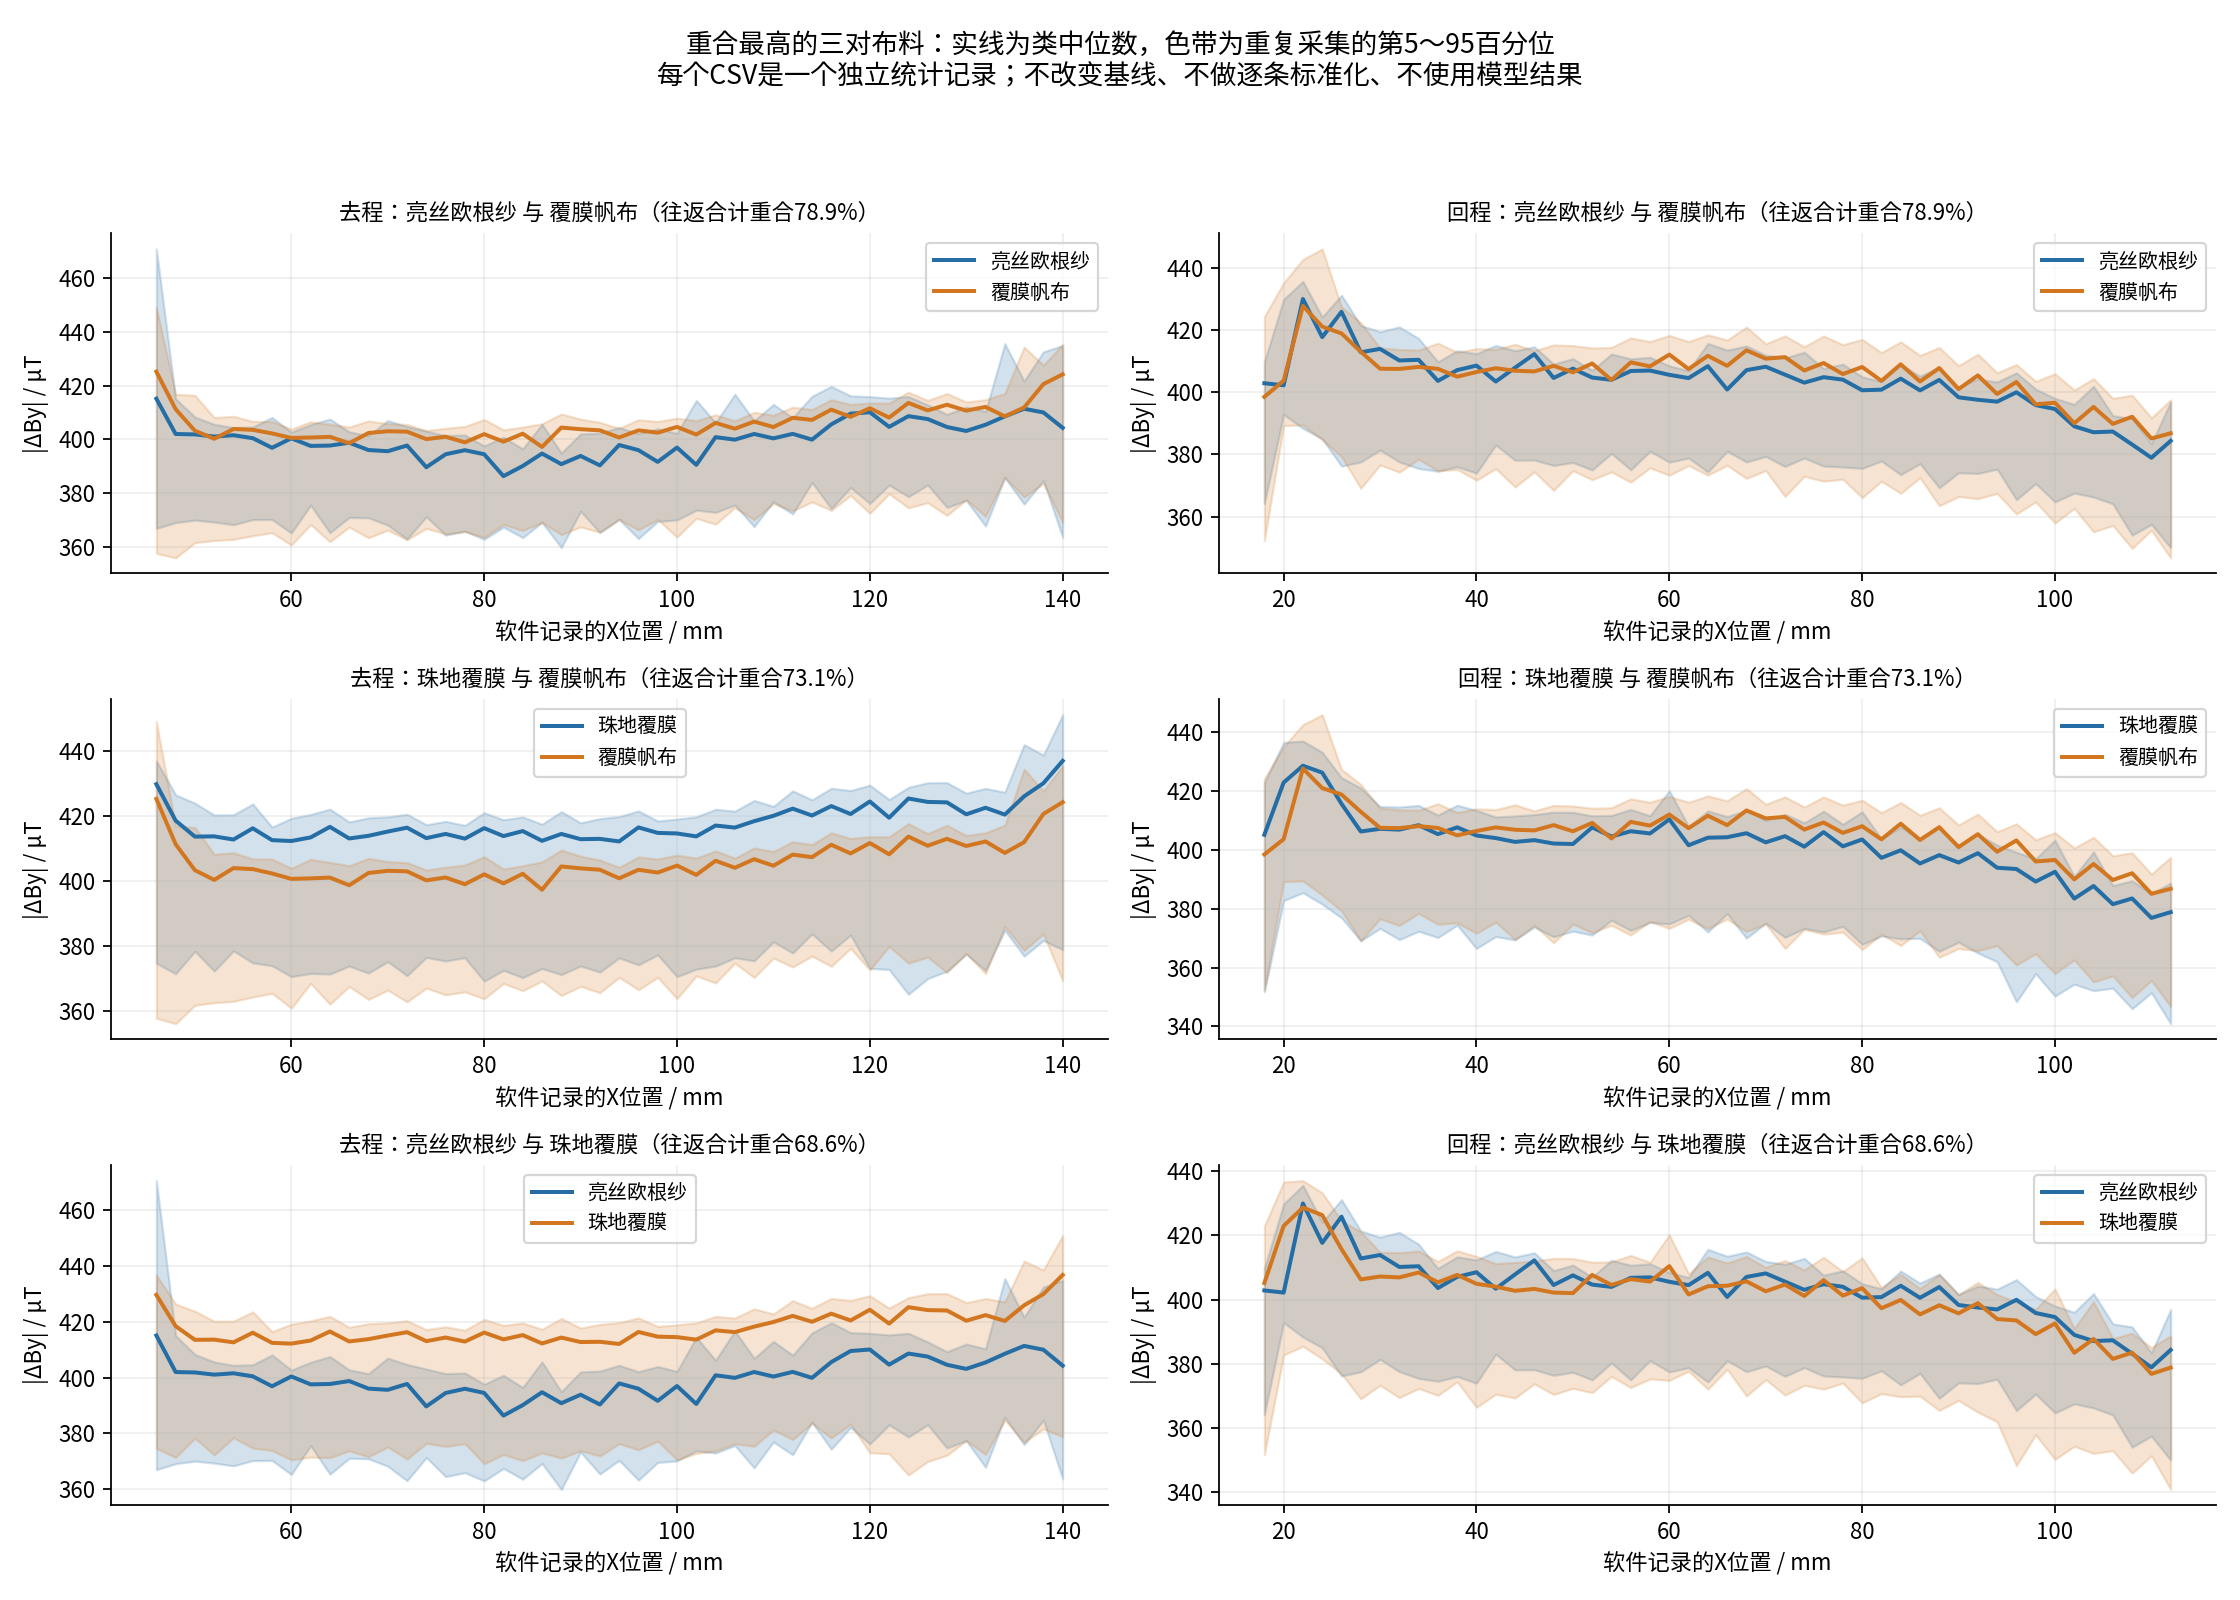 重合最高的三对布料：实线为类中位数，色带为重复采集的第5～95百分位
每个CSV是一个独立统计记录；不改变基线、不做逐条标准化、不使用模型结果
去程：亮丝欧根纱 与 覆膜帆布（往返合计重合78.9%）
|ΔBy| / μT
460
440
420
400
380
360
亮丝欧根纱
覆膜帆布
60 80 100 120 140
软件记录的X位置 / mm
回程：亮丝欧根纱 与 覆膜帆布（往返合计重合78.9%）
|ΔBy| / μT
440
420
400
380
360
亮丝欧根纱
覆膜帆布
20 40 60 80 100
软件记录的X位置 / mm
去程：珠地覆膜 与 覆膜帆布（往返合计重合73.1%）
|ΔBy| / μT
440
420
400
380
360
珠地覆膜
覆膜帆布
60 80 100 120 140
软件记录的X位置 / mm
回程：珠地覆膜 与 覆膜帆布（往返合计重合73.1%）
|ΔBy| / μT
440
420
400
380
360
340
珠地覆膜
覆膜帆布
20 40 60 80 100
软件记录的X位置 / mm
去程：亮丝欧根纱 与 珠地覆膜（往返合计重合68.6%）
|ΔBy| / μT
460
440
420
400
380
360
亮丝欧根纱
珠地覆膜
60 80 100 120 140
软件记录的X位置 / mm
回程：亮丝欧根纱 与 珠地覆膜（往返合计重合68.6%）
|ΔBy| / μT
440
420
400
380
360
340
亮丝欧根纱
珠地覆膜
20 40 60 80 100
软件记录的X位置 / mm